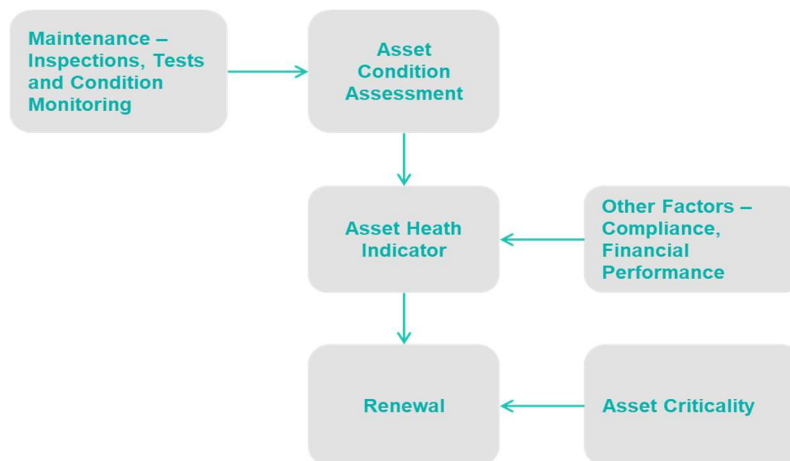 Maintenance –
Inspections, Tests
and Condition
Monitoring
Asset
Condition
Assessment
Asset Heath
Indicator
Other Factors –
Compliance,
Financial
Performance
Renewal
Asset Criticality